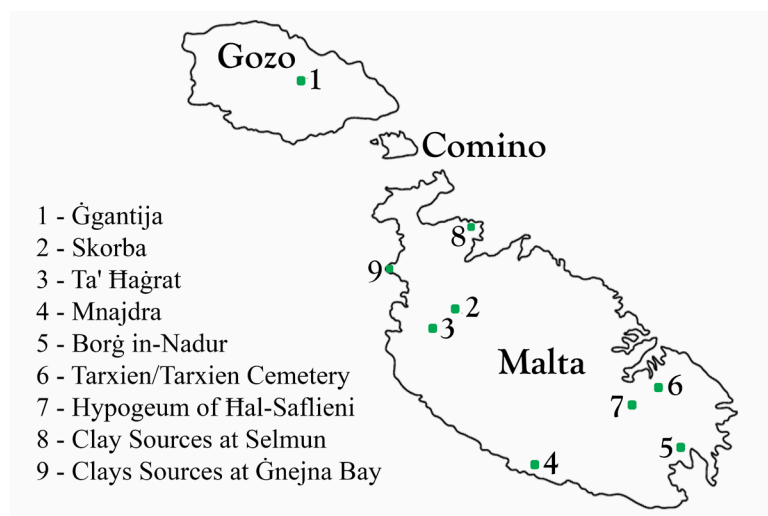 Gozo
1
Comino
8
9
2
3
Malta
6
7
5
4
1 - Ġgantija
2 - Skorba
3 - Ta' Ħaġrat
4 - Mnajdra
5 - Borġ in-Nadur
6 - Tarxien/Tarxien Cemetery
7 - Hypogeum of Ħal-Saflieni
8 - Clay Sources at Selmun
9 - Clays Sources at Ġnejna Bay